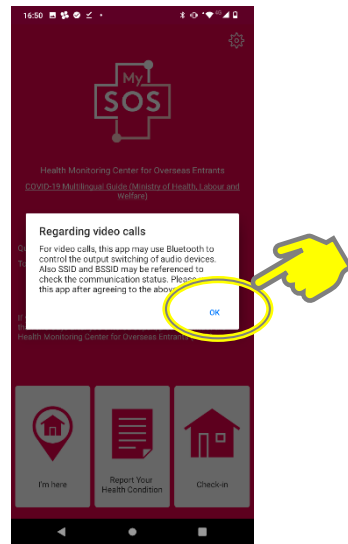 16:50
4G
My
SOS
Health Monitoring Center for Overseas Entrants
COVID-19 Multilingual Guide (Ministry of Health, Labour and
Welfare)
Regarding video calls
For video calls, this app may use Bluetooth to
control the output switching of audio devices.
Also SSID and BSSID may be referenced to
check the communication status. Please
this app after agreeing to the above
OK
Health Monitoring Center for Overseas Entrants
I'm here
Report Your
Health Condition
Check-in